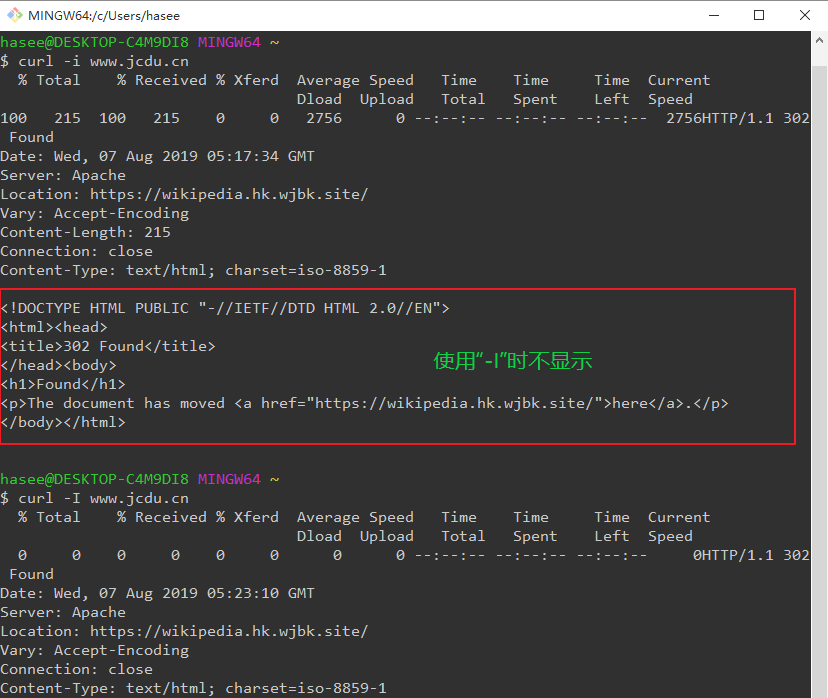 MINGW64:/c/Users/hasee
hasee@DESKTOP-C4M9DI8 MINGW64 ~
$ curl -i www.jcdu.cn
  % Total    % Received % Xferd  Average Speed   Time    Time     Time  Current
                                 Dload  Upload   Total   Spent    Left  Speed
100   215  100   215    0     0   2756      0 --:--:-- --:--:-- --:--:--  2756HTTP/1.1 302
 Found
Date: Wed, 07 Aug 2019 05:17:34 GMT
Server: Apache
Location: https://wikipedia.hk.wjbk.site/
Vary: Accept-Encoding
Content-Length: 215
Connection: close
Content-Type: text/html; charset=iso-8859-1
<!DOCTYPE HTML PUBLIC "-//IETF//DTD HTML 2.0//EN">
<html><head>
<title>302 Found</title>
</head><body>
使用“-I”时不显示
<h1>Found</h1>
<p>The document has moved <a href="https://wikipedia.hk.wjbk.site/">here</a>.</p>
</body></html>
hasee@DESKTOP-C4M9DI8 MINGW64 ~
$ curl -I www.jcdu.cn
  % Total    % Received % Xferd  Average Speed   Time    Time     Time  Current
                                 Dload  Upload   Total   Spent    Left  Speed
  0     0    0     0    0     0      0      0 --:--:-- --:--:-- --:--:--     0HTTP/1.1 302
 Found
Date: Wed, 07 Aug 2019 05:23:10 GMT
Server: Apache
Location: https://wikipedia.hk.wjbk.site/
Vary: Accept-Encoding
Connection: close
Content-Type: text/html; charset=iso-8859-1